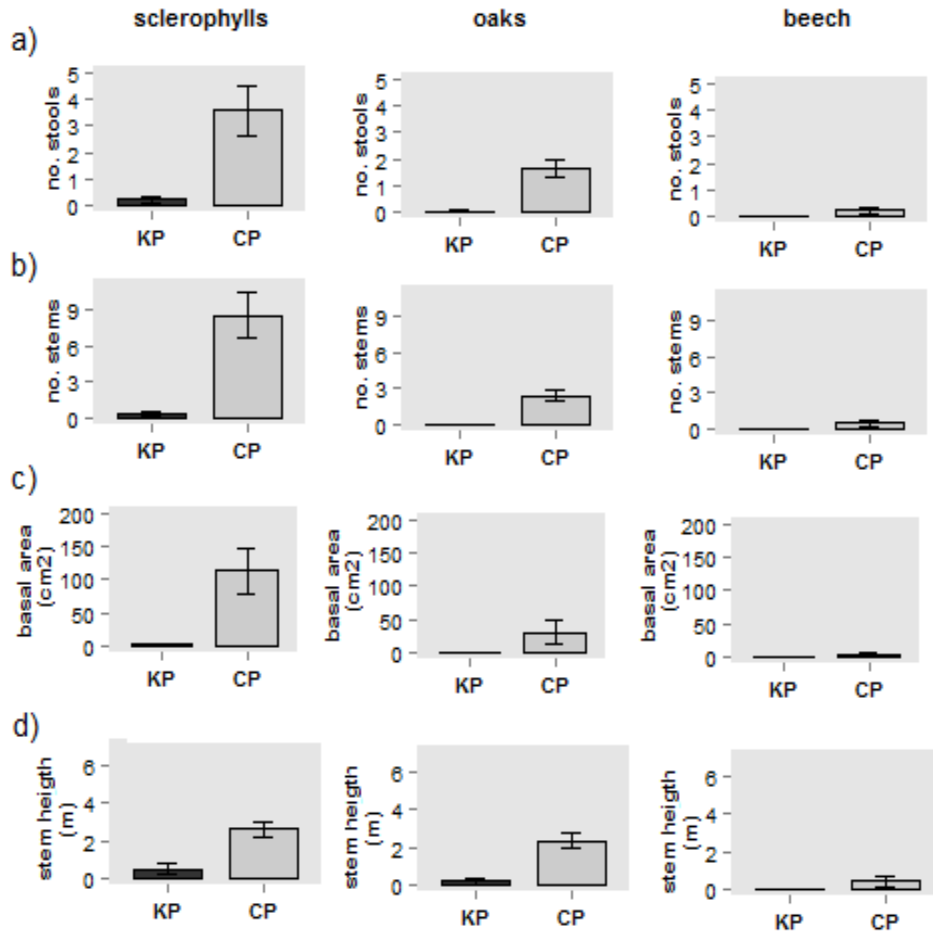 sclerophylls oaks beech
a)
no. stools 5 4 3 2 1 0 KP CP
no. stools 5 4 3 2 1 0 KP CP
no. stools 5 4 3 2 1 0 KP CP
b)
no. stems 9 6 3 0 KP CP
no. stems 9 6 3 0 KP CP
no. stems 9 6 3 0 KP CP
c)
basal area
(cm2)
200 150 100 50 0 KP CP
basal area
(cm2)
200 150 100 50 0 KP CP
basal area
(cm2)
200 150 100 50 0 KP CP
d)
stem heigth
(m)
6 4 2 0 KP CP
stem heigth
(m)
6 4 2 0 KP CP
stem heigth
(m)
6 4 2 0 KP CP